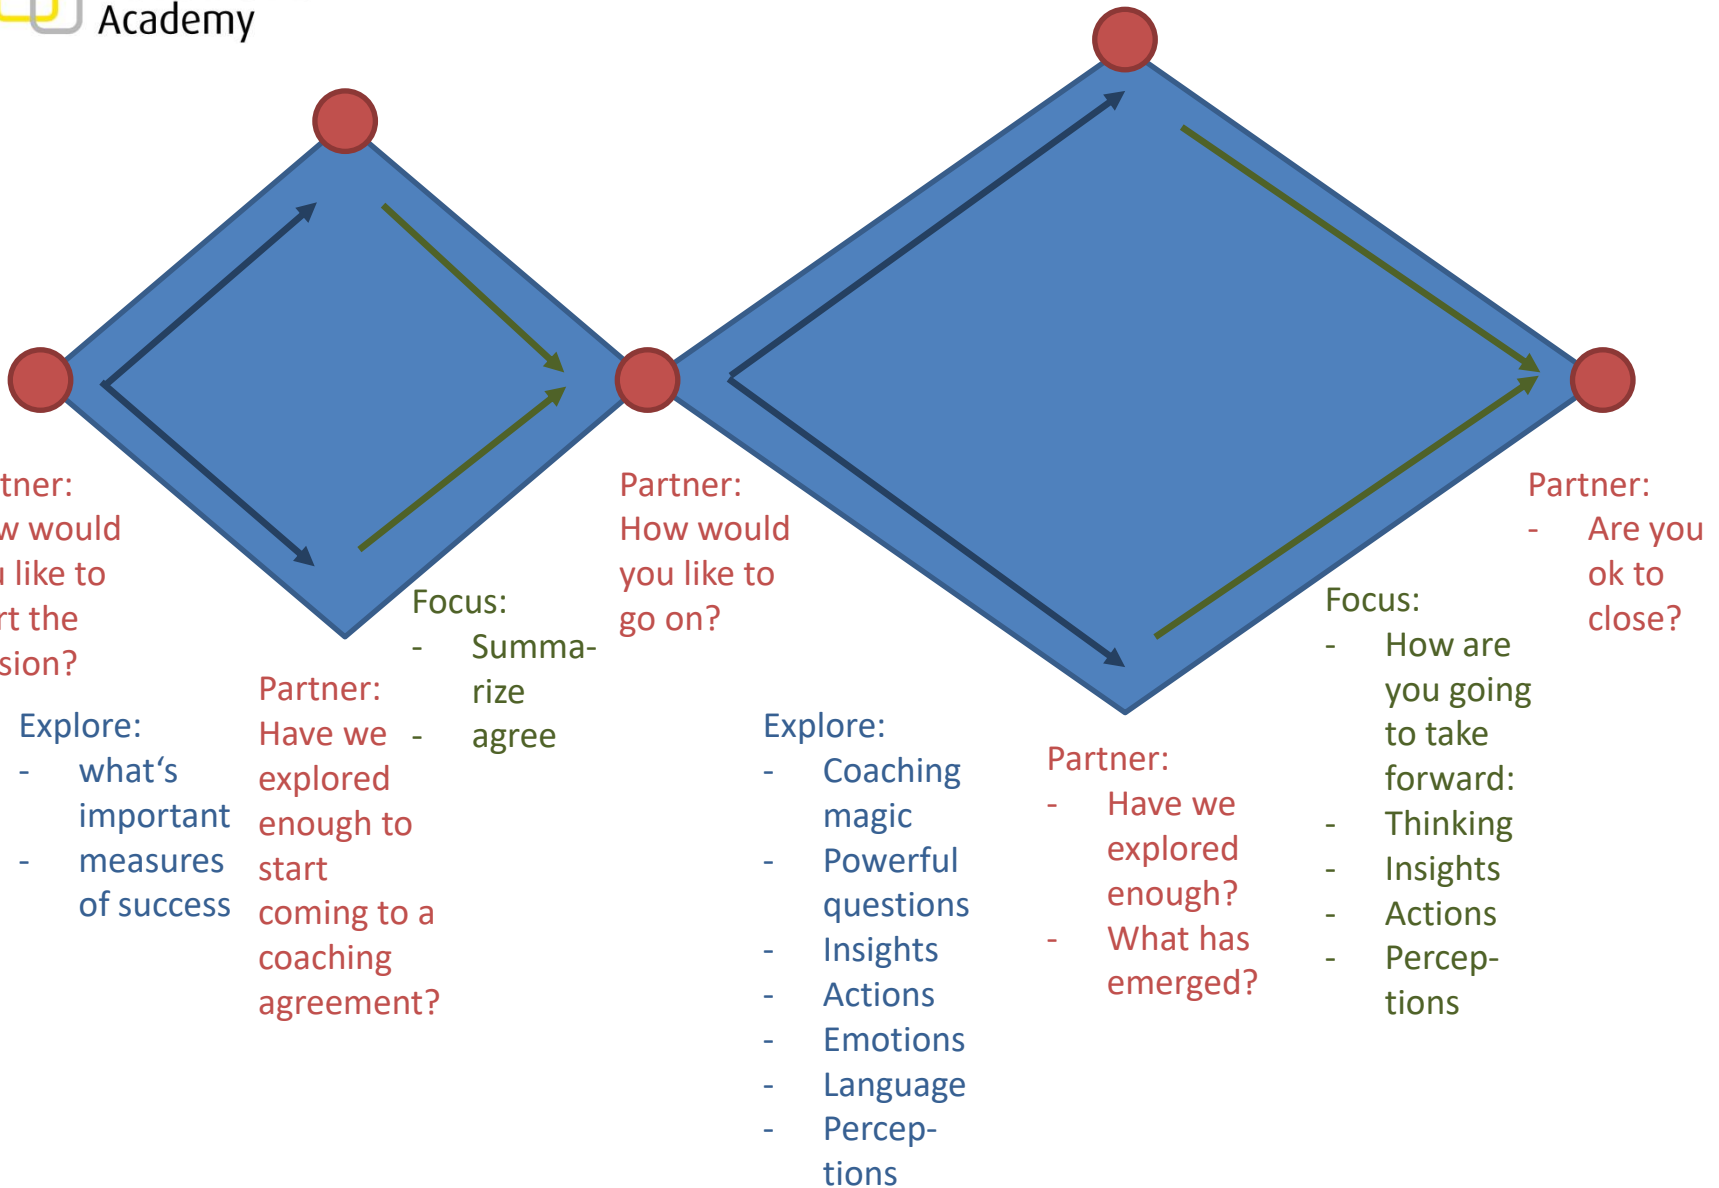 Academy
tner:
w would
u like to
rt the
sion?
Explore:
- what‘s
important
- measures
of success
Partner:
Have we
explored
enough to
start
coming to a
coaching
agreement?
Focus:
- Summa-
rize
- agree
Partner:
How would
you like to
go on?
Explore:
- Coaching
magic
- Powerful
questions
- Insights
- Actions
- Emotions
- Language
- Percep-
tions
Partner:
- Have we
explored
enough?
- What has
emerged?
Focus:
- How are
you going
to take
forward:
- Thinking
- Insights
- Actions
- Percep-
tions
Partner:
- Are you
ok to
close?